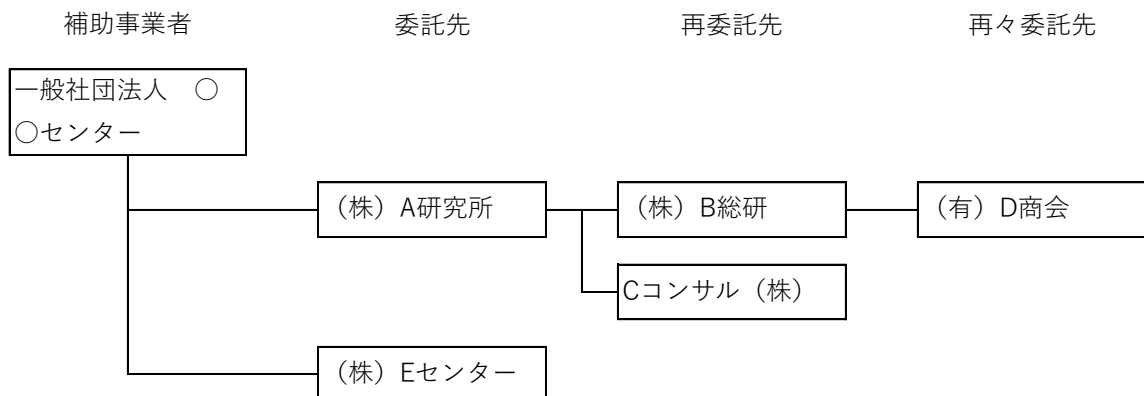 補助事業者 委託先 再委託先 再々委託先
一般社団法人　○
○センター
（株）A研究所 （株）B総研 （有）D商会
Cコンサル（株）
（株）Eセンター